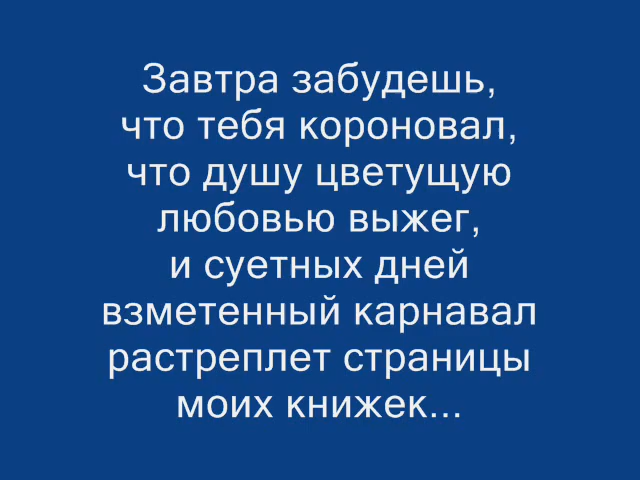 Завтра забудешь,
что тебя короновал,
что душу цветущую
любовью выжег,
и суетных дней
взметенный карнавал
растреплет страницы
моих книжек...